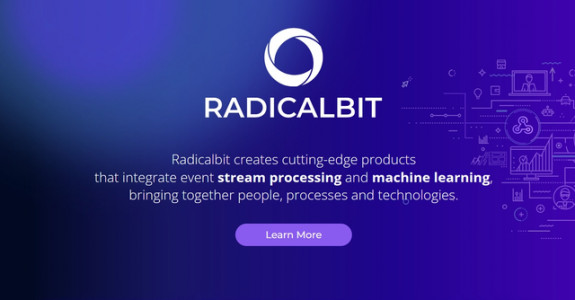 RADICALBIT
Radicalbit creates cutting-edge products
that integrate event stream processing and machine learning,
bringing together people, processes and technologies.
Learn More